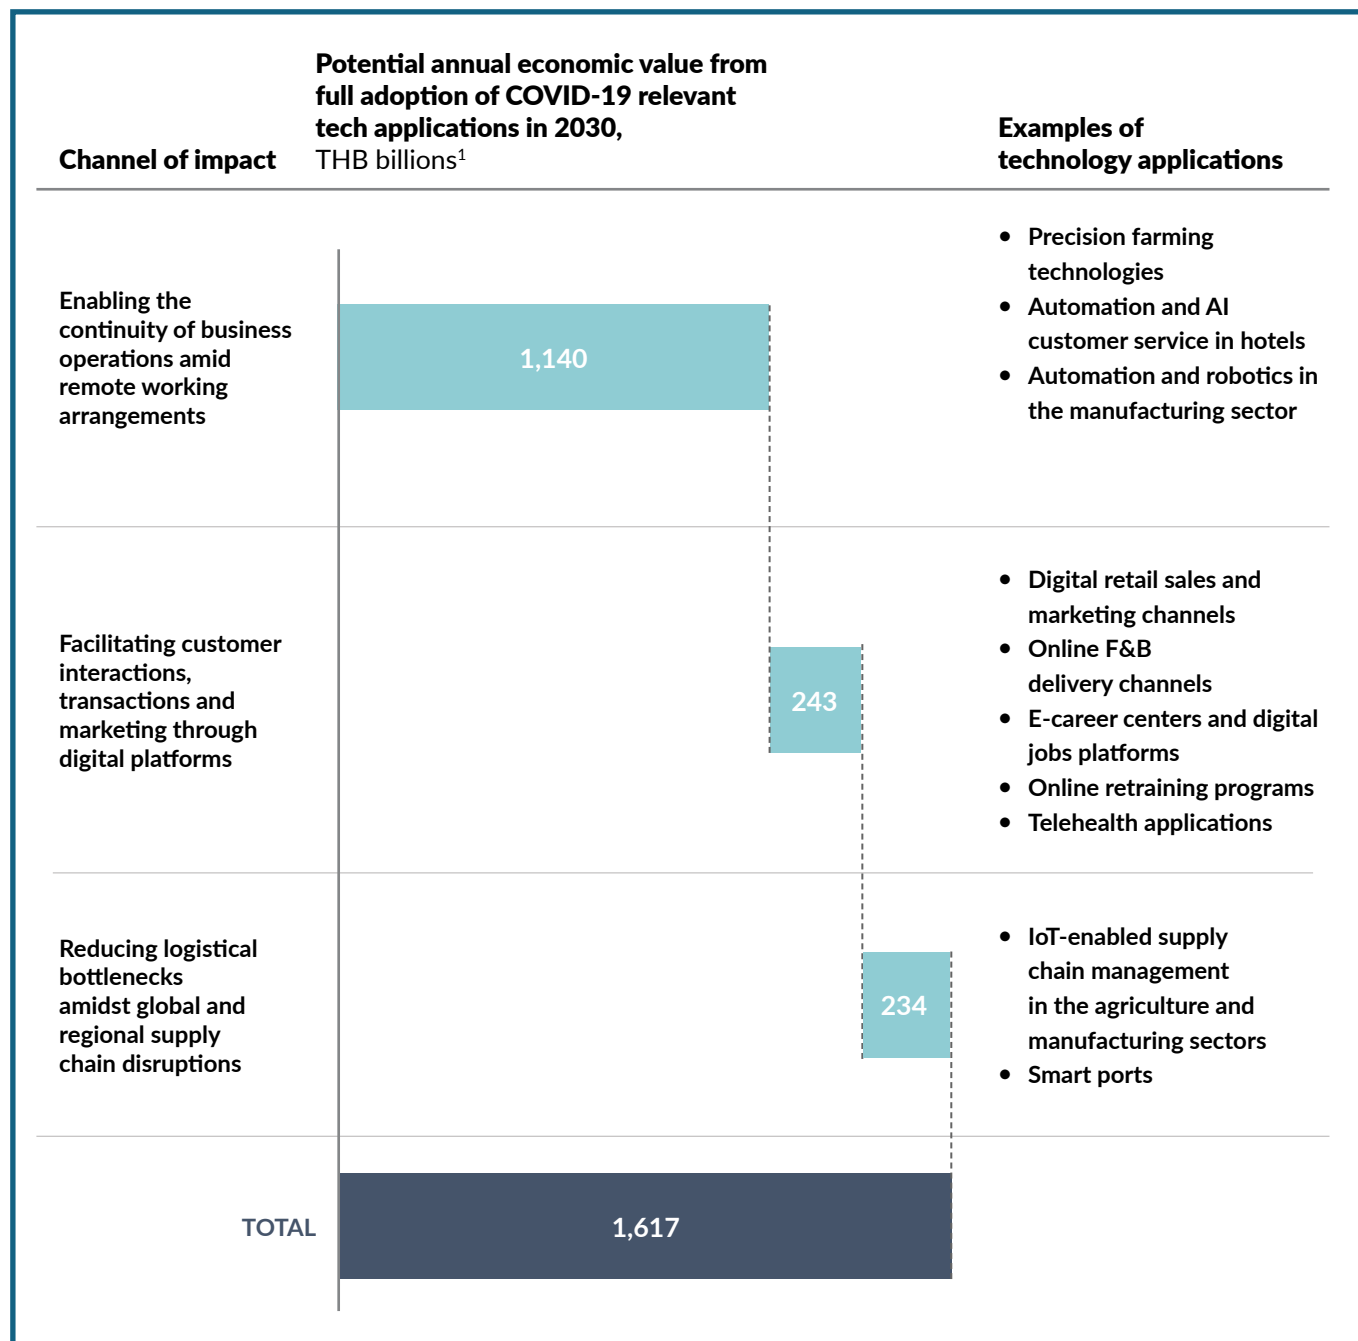 Channel of impact
Potential annual economic value from
full adoption of COVID-19 relevant
tech applications in 2030,
THB billions¹
Examples of
technology applications
Enabling the
continuity of business
operations amid
remote working
arrangements
1,140
• Precision farming
technologies
• Automation and AI
customer service in hotels
• Automation and robotics in
the manufacturing sector
Facilitating customer
interactions,
transactions and
marketing through
digital platforms
243
• Digital retail sales and
marketing channels
• Online F&B
delivery channels
• E-career centers and digital
jobs platforms
• Online retraining programs
• Telehealth applications
Reducing logistical
bottlenecks
amidst global and
regional supply
chain disruptions
234
• IoT-enabled supply
chain management
in the agriculture and
manufacturing sectors
• Smart ports
TOTAL
1,617